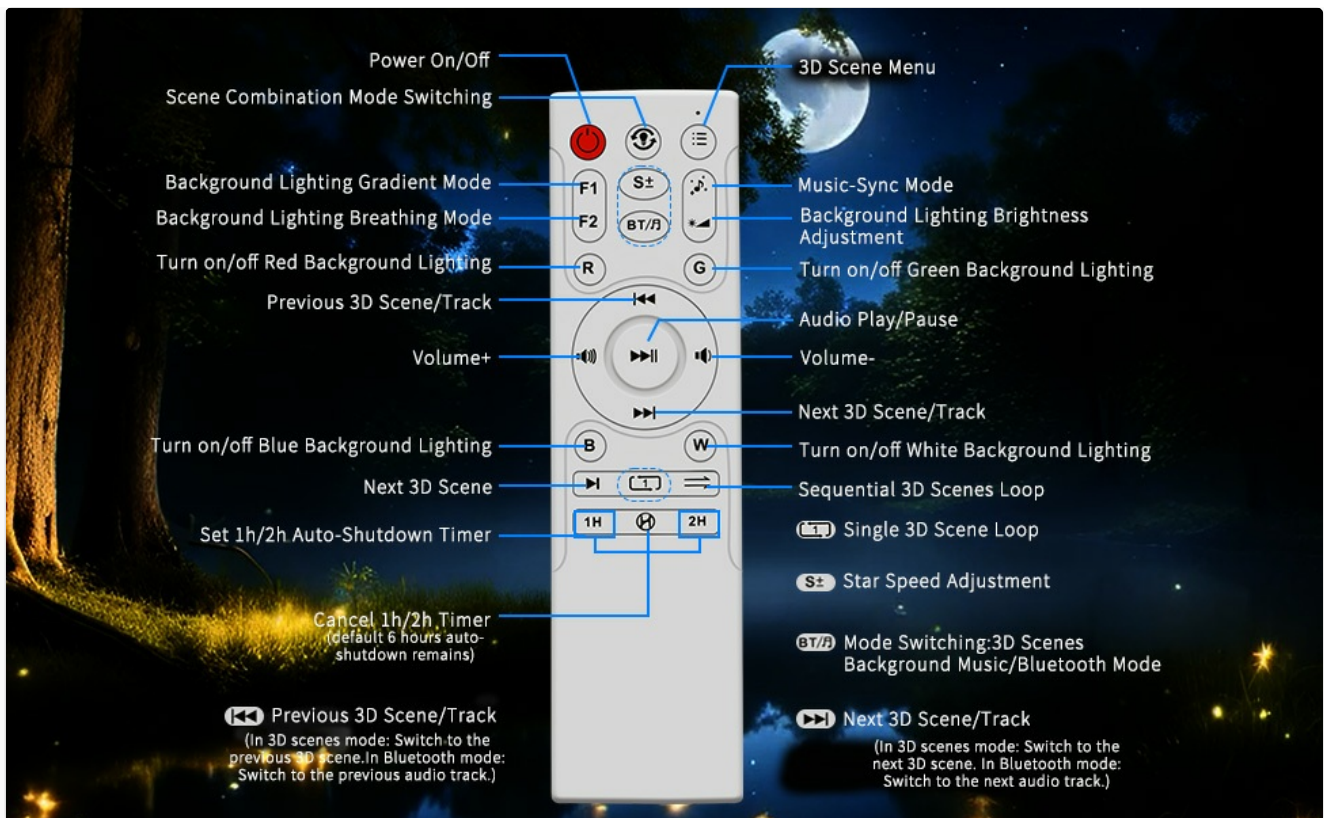 Power On/Off
3D Scene Menu
Scene Combination Mode Switching
Background Lighting Gradient Mode
F1
S±
Music-Sync Mode
Background Lighting Breathing Mode
F2
BT/
Background Lighting Brightness
Adjustment
Turn on/off Red Background Lighting
R
G
Turn on/off Green Background Lighting
Previous 3D Scene/Track
Audio Play/Pause
Volume+
Volume-
Next 3D Scene/Track
Turn on/off Blue Background Lighting
B
W
Turn on/off White Background Lighting
Next 3D Scene
1
Sequential 3D Scenes Loop
Set 1h/2h Auto-Shutdown Timer
1H
2H
1 Single 3D Scene Loop
S± Star Speed Adjustment
Cancel 1h/2h Timer
(default 6 hours auto-
shutdown remains)
BT/ Mode Switching:3D Scenes
Background Music/Bluetooth Mode
Previous 3D Scene/Track
(In 3D scenes mode: Switch to the
previous 3D scene.In Bluetooth mode:
Switch to the previous audio track.)
Next 3D Scene/Track
(In 3D scenes mode: Switch to the
next 3D scene. In Bluetooth mode:
Switch to the next audio track.)